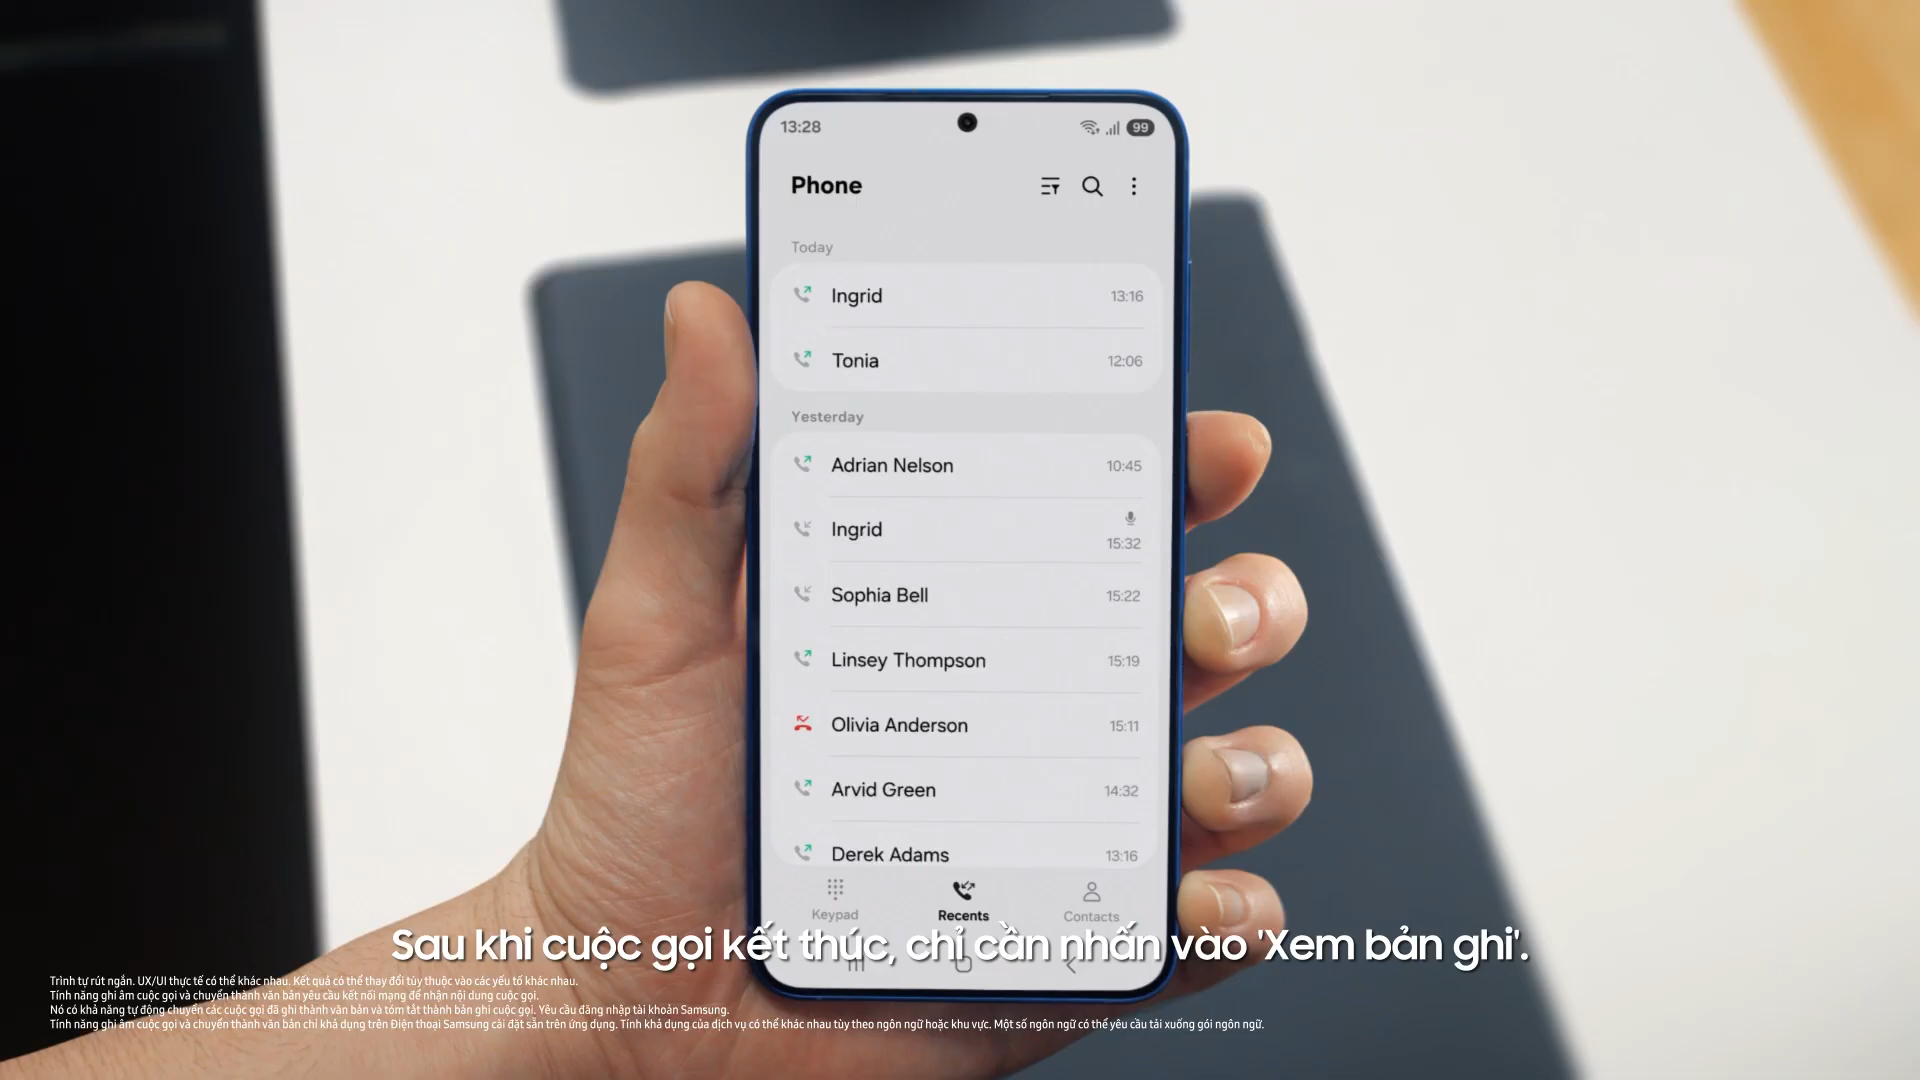 13:28
99
Phone
Today
Ingrid 13:16
Tonia 12:06
Yesterday
Adrian Nelson 10:45
Ingrid 15:32
Sophia Bell 15:22
Linsey Thompson 15:19
Olivia Anderson 15:11
Arvid Green 14:32
Derek Adams 13:16
Keypad Recents Contacts
Sau khi cuộc gọi kết thúc, chỉ cần nhấn vào 'Xem bản ghi'.
Trình tự rút ngắn. UX/UI thực tế có thể khác nhau. Kết quả có thể thay đổi tùy thuộc vào các yếu tố khác nhau.
Tính năng ghi âm cuộc gọi và chuyển thành văn bản yêu cầu kết nối mạng để nhận nội dung cuộc gọi.
Nó có khả năng tự động chuyển các cuộc gọi đã ghi thành văn bản và tóm tắt thành bản ghi cuộc gọi. Yêu cầu đăng nhập tài khoản Samsung.
Tính năng ghi âm cuộc gọi và chuyển thành văn bản chỉ khả dụng trên Điện thoại Samsung cài đặt sẵn trên ứng dụng. Tính khả dụng của dịch vụ có thể khác nhau tùy theo ngôn ngữ hoặc khu vực. Một số ngôn ngữ có thể yêu cầu tải xuống gói ngôn ngữ.